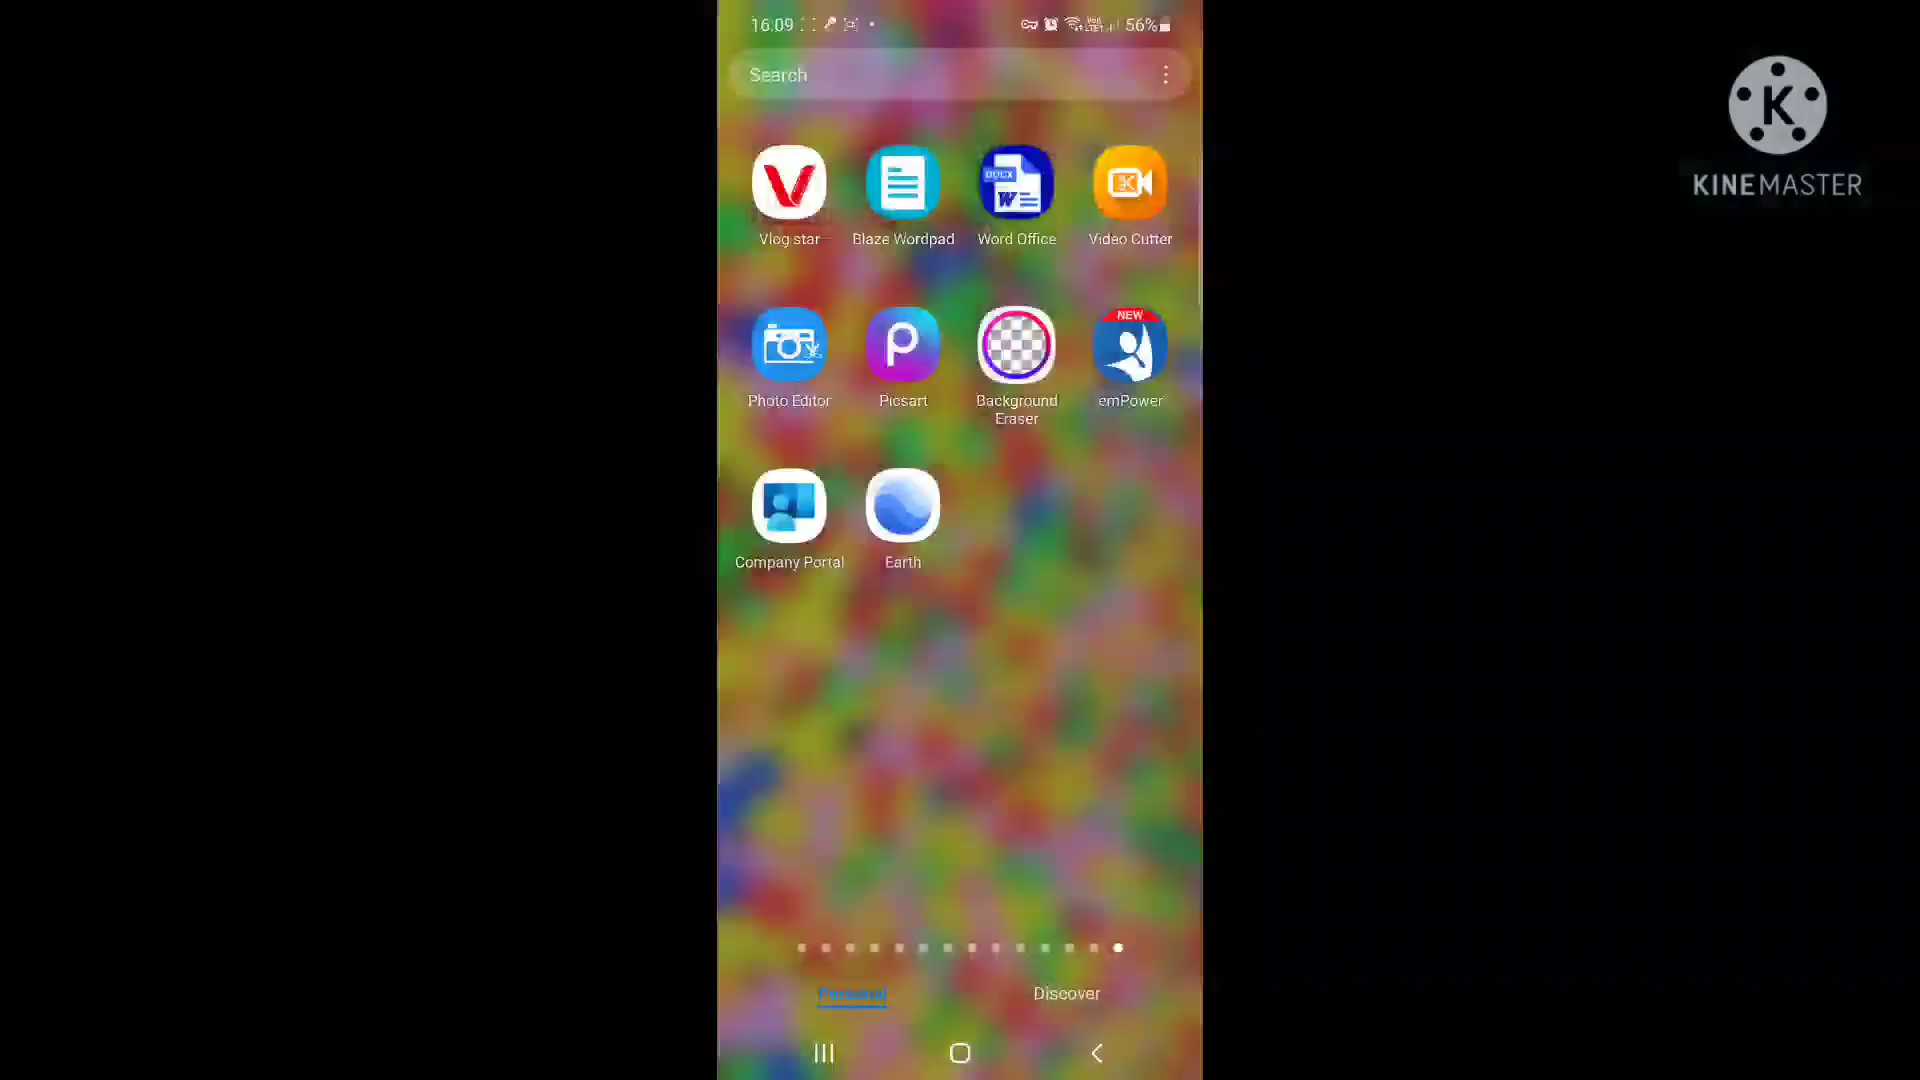 16:09
56%
Search
K
KINEMASTER
DOCX
W
K
Vlog star
Blaze Wordpad
Word Office
Video Cutter
NEW
Photo Editor
Picsart
Background
Eraser
emPower
Company Portal
Earth
Personal
Discover